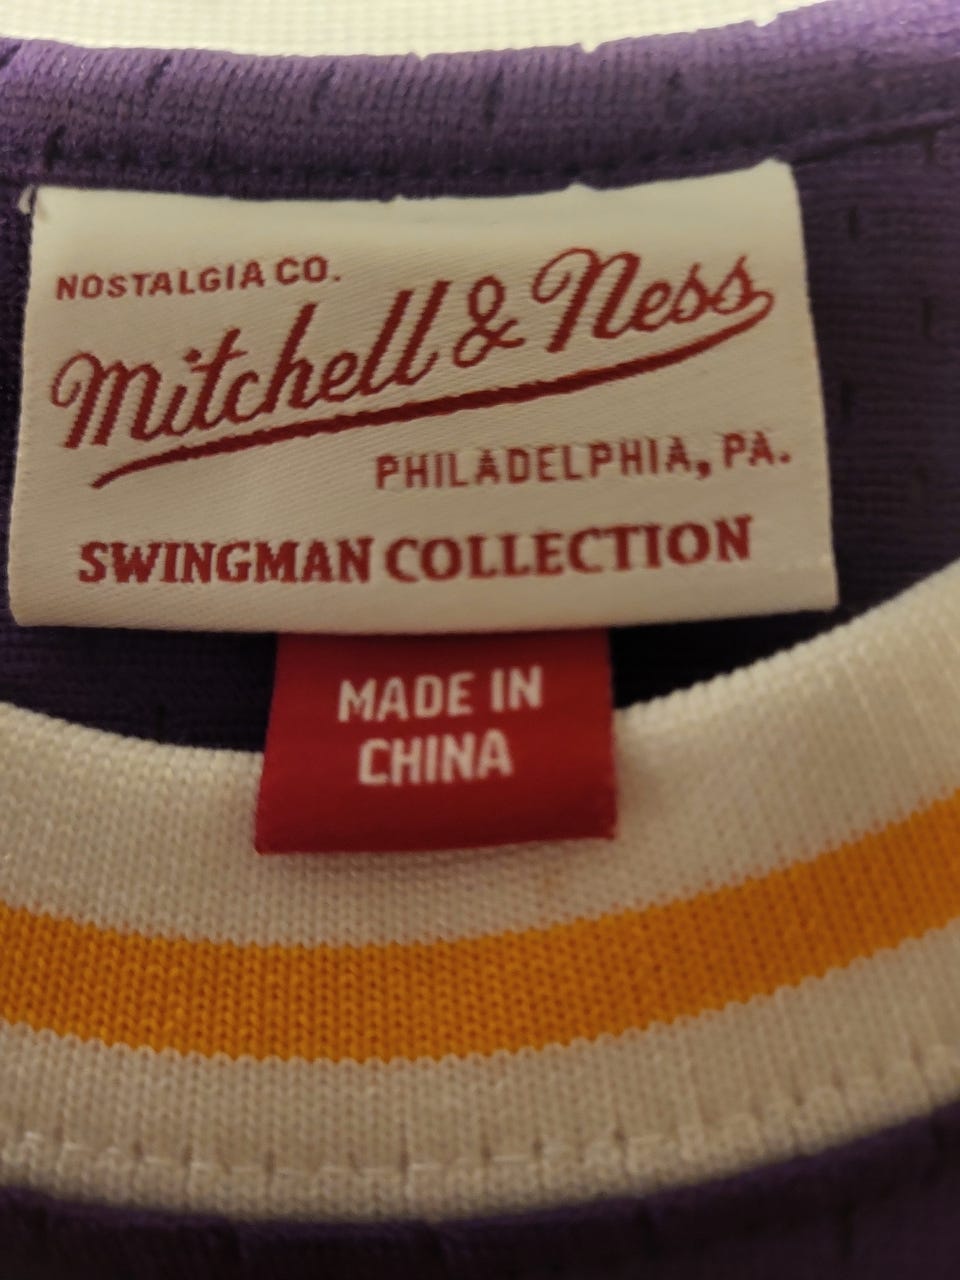 NOSTALGIA CO.
Mitchell & Ness
PHILADELPHIA, PA.
SWINGMAN COLLECTION
MADE IN
CHINA